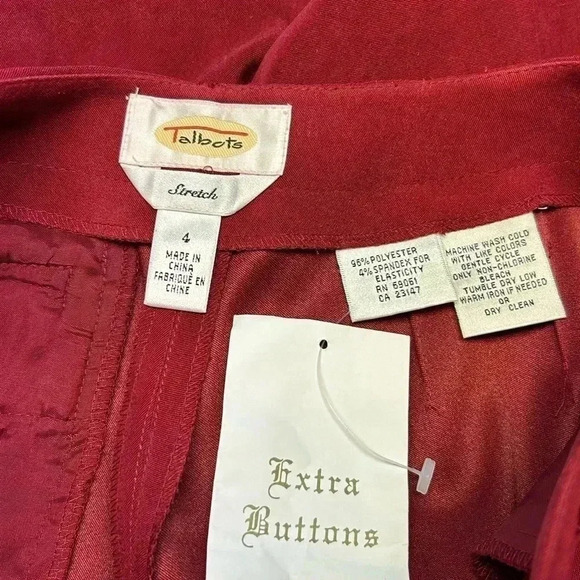 Talbots
Stretch
4
MADE IN
CHINA
FABRIQUÉ EN
CHINE
96% POLYESTER
4% SPANDEX FOR
ELASTICITY
RN 69061
CA 23147
MACHINE WASH COLD
WITH LIKE COLORS
GENTLE CYCLE
ONLY NON-CHLORINE
BLEACH
TUMBLE DRY LOW
WARM IRON IF NEEDED
OR
DRY CLEAN
Extra
Buttons